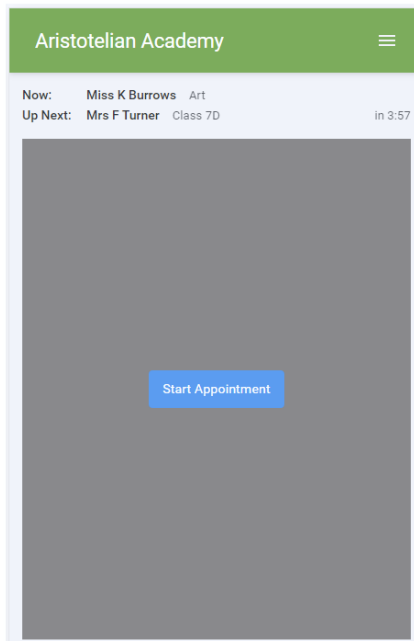 Aristotelian Academy
Now: Miss K Burrows Art
Up Next: Mrs F Turner Class 7D in 3:57
Start Appointment